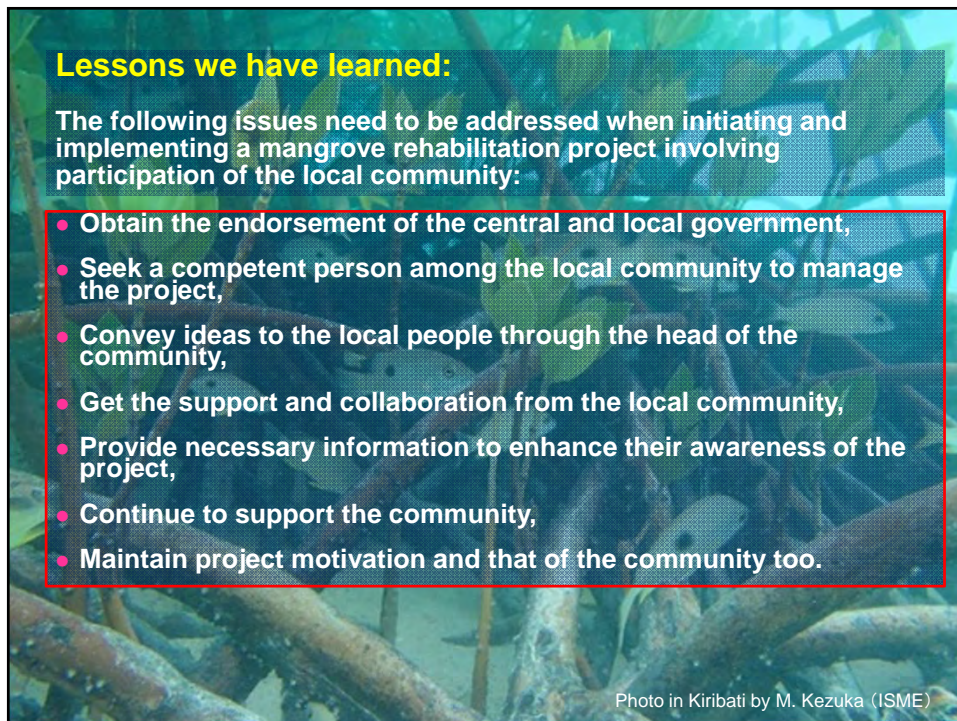 Lessons we have learned:
The following issues need to be addressed when initiating and
implementing a mangrove rehabilitation project involving
participation of the local community:
● Obtain the endorsement of the central and local government,
● Seek a competent person among the local community to manage
the project,
● Convey ideas to the local people through the head of the
community,
● Get the support and collaboration from the local community,
● Provide necessary information to enhance their awareness of the
project,
● Continue to support the community,
● Maintain project motivation and that of the community too.
Photo in Kiribati by M. Kezuka（ISME）